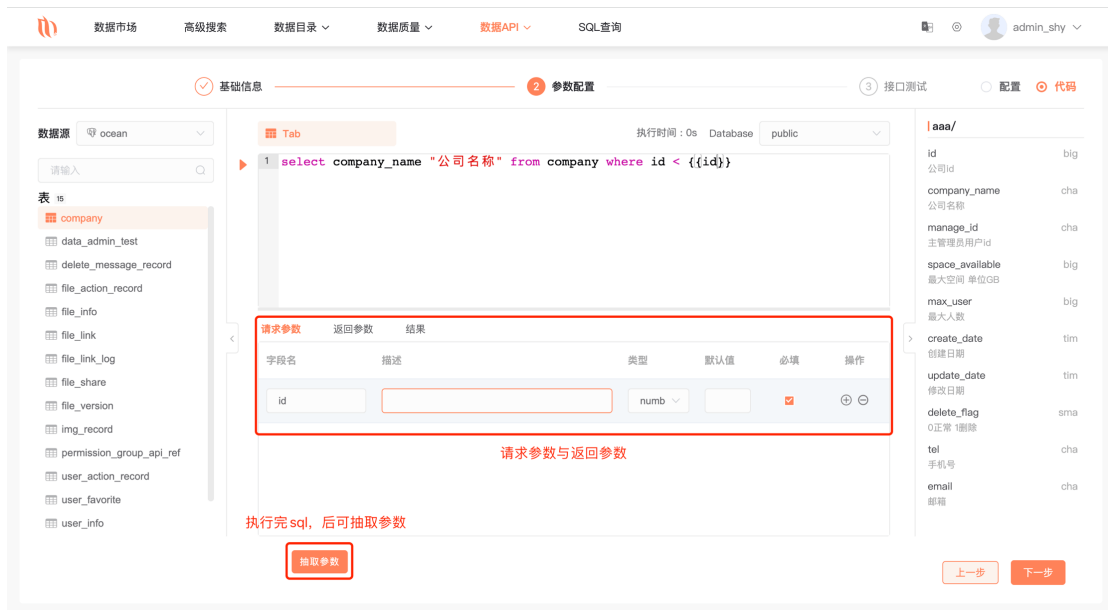 数据市场 高级搜索 数据目录 数据质量 数据API SQL查询 admin_shy
基础信息 2 参数配置 3 接口测试 配置 代码
数据源 ocean
请输入
表 15
company
data_admin_test
delete_message_record
file_action_record
file_info
file_link
file_link_log
file_share
file_version
img_record
permission_group_api_ref
user_action_record
user_favorite
user_info
Tab 执行时间：0s Database public
1 select company_name "公司名称" from company where id < {{id}}
请求参数 返回参数 结果
字段名 描述 类型 默认值 必填 操作
id numb
请求参数与返回参数
执行完sql，后可抽取参数
抽取参数
aaa/
id big
公司Id
company_name cha
公司名称
manage_id cha
主管理员用户id
space_available big
最大空间 单位GB
max_user big
最大人数
create_date tim
创建日期
update_date tim
修改日期
delete_flag sma
0正常 1删除
tel cha
手机号
email cha
邮箱
上一步 下一步